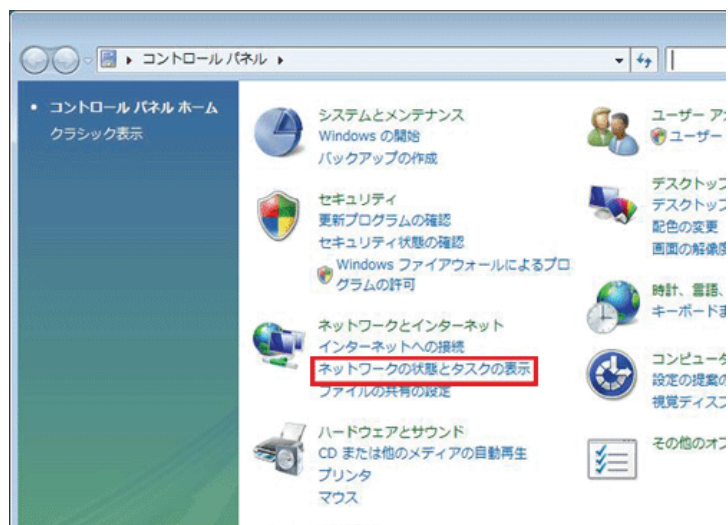 コントロール パネル
コントロール パネル ホーム
クラシック表示
システムとメンテナンス
Windows の開始
バックアップの作成
セキュリティ
更新プログラムの確認
セキュリティ状態の確認
Windows ファイアウォールによるプロ
グラムの許可
ネットワークとインターネット
インターネットへの接続
ネットワークの状態とタスクの表示
ファイルの共有の設定
ハードウェアとサウンド
CD または他のメディアの自動再生
プリンタ
マウス
ユーザー ア
ユーザー
デスクトップ
デスクトップ
配色の変更
画面の解像度
時計、言語、
キーボードま
コンピュータ
設定の提案の
視覚ディスプ
その他のオプ